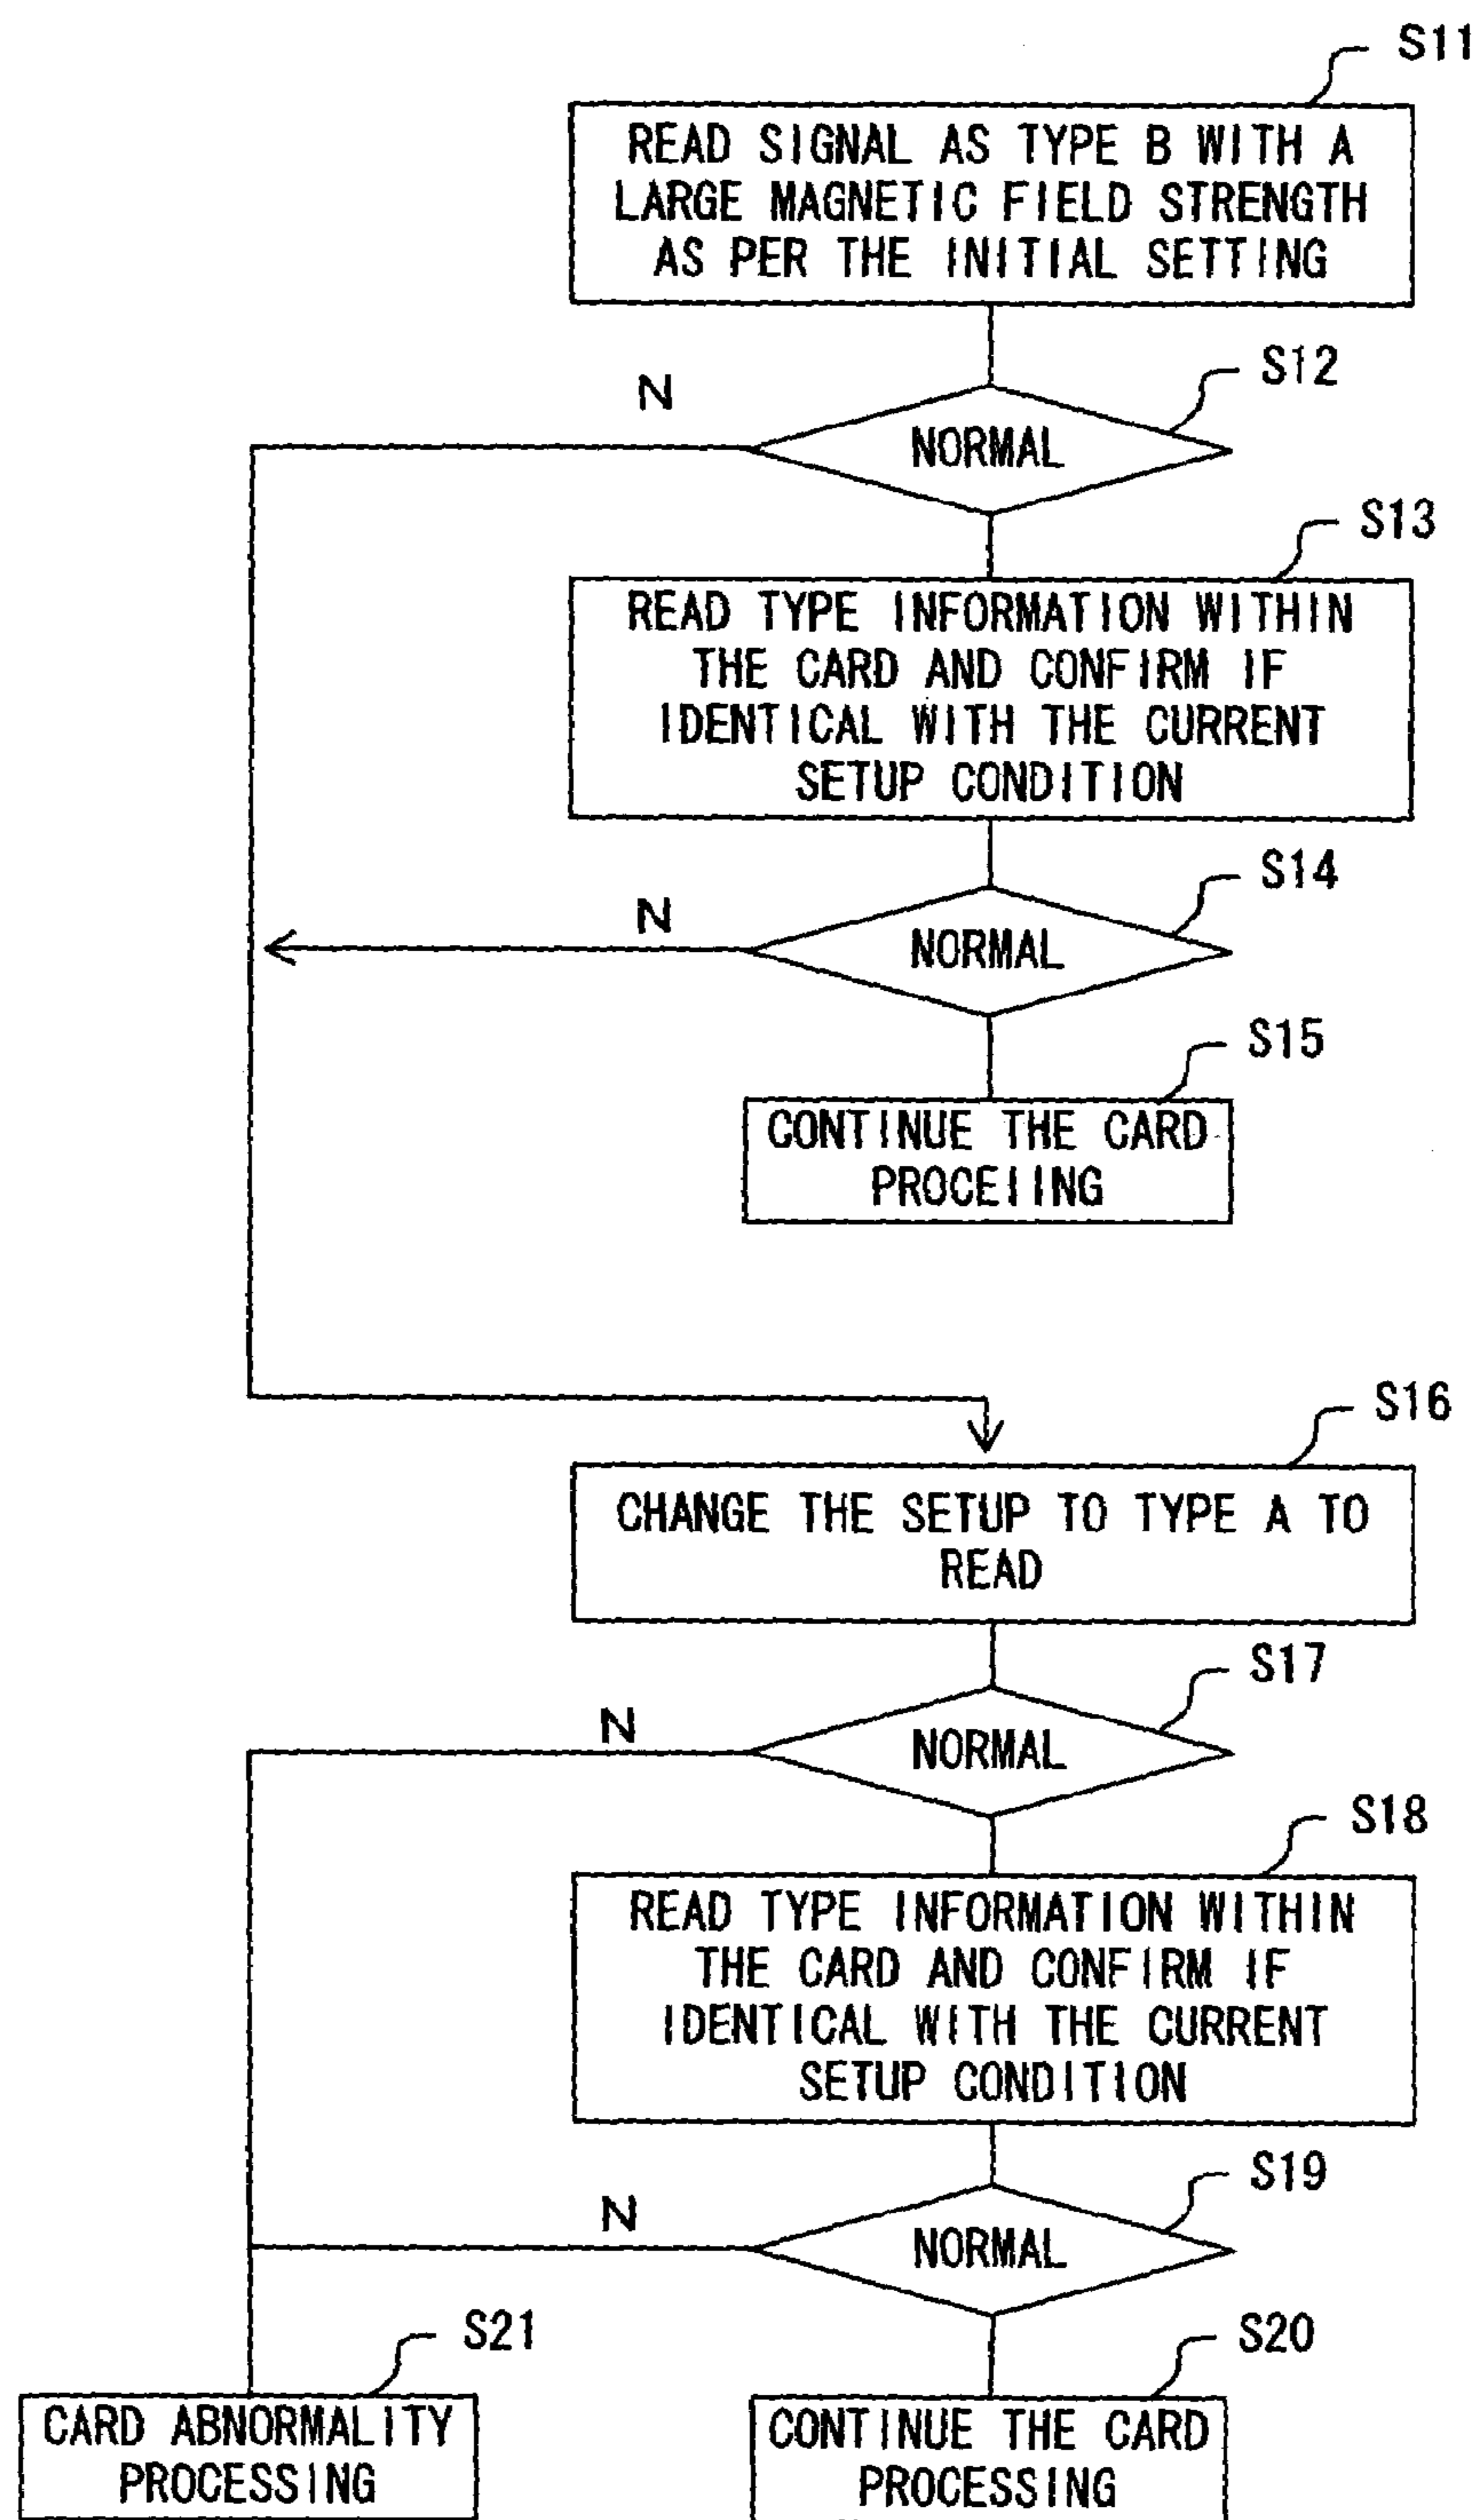 S11
READ SIGNAL AS TYPE B WITH A
LARGE MAGNETIC FIELD STRENGTH
AS PER THE INITIAL SETTING
S12
N
NORMAL
S13
READ TYPE INFORMATION WITHIN
THE CARD AND CONFIRM IF
IDENTICAL WITH THE CURRENT
SETUP CONDITION
S14
N
NORMAL
S15
CONTINUE THE CARD
PROCEIING
S16
CHANGE THE SETUP TO TYPE A TO
READ
S17
N
NORMAL
S18
READ TYPE INFORMATION WITHIN
THE CARD AND CONFIRM IF
IDENTICAL WITH THE CURRENT
SETUP CONDITION
S19
N
NORMAL
S21
CARD ABNORMALITY
PROCESSING
S20
CONTINUE THE CARD
PROCESSING